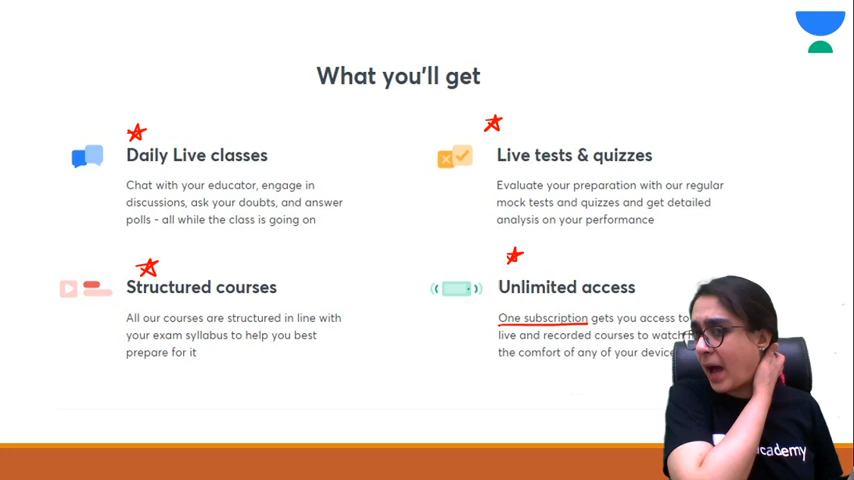 What you'll get
Daily Live classes
Chat with your educator, engage in
discussions, ask your doubts, and answer
polls - all while the class is going on
Live tests & quizzes
Evaluate your preparation with our regular
mock tests and quizzes and get detailed
analysis on your performance
Structured courses
All our courses are structured in line with
your exam syllabus to help you best
prepare for it
Unlimited access
One subscription gets you access to
live and recorded courses to watch
the comfort of any of your